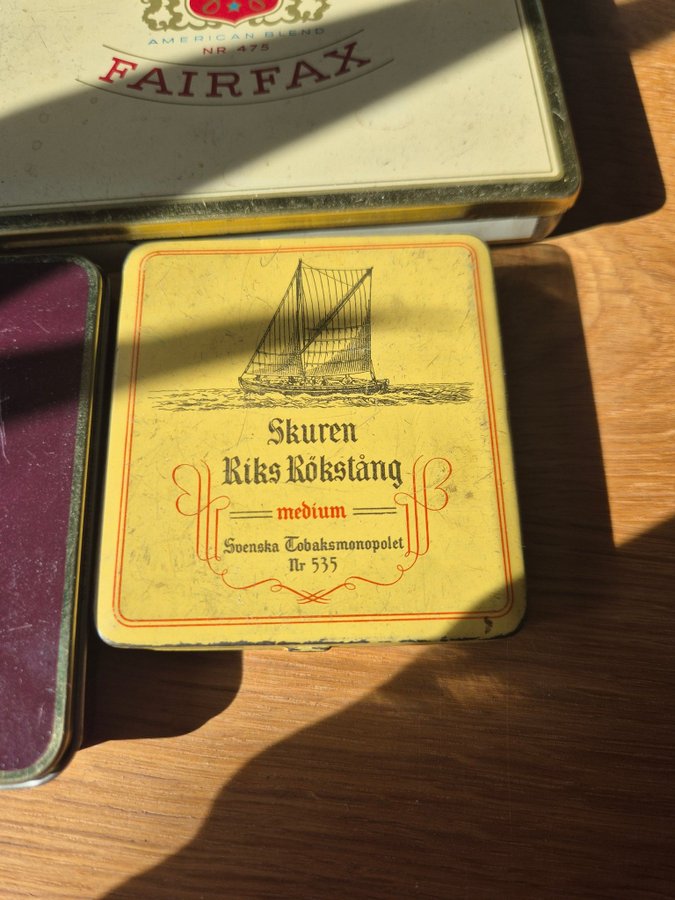 AMERICAN BLEND
NR 475
FAIRFAX
Skuren
Riks Rökstång
medium
Svenska Tobaksmonopolet
Nr 535